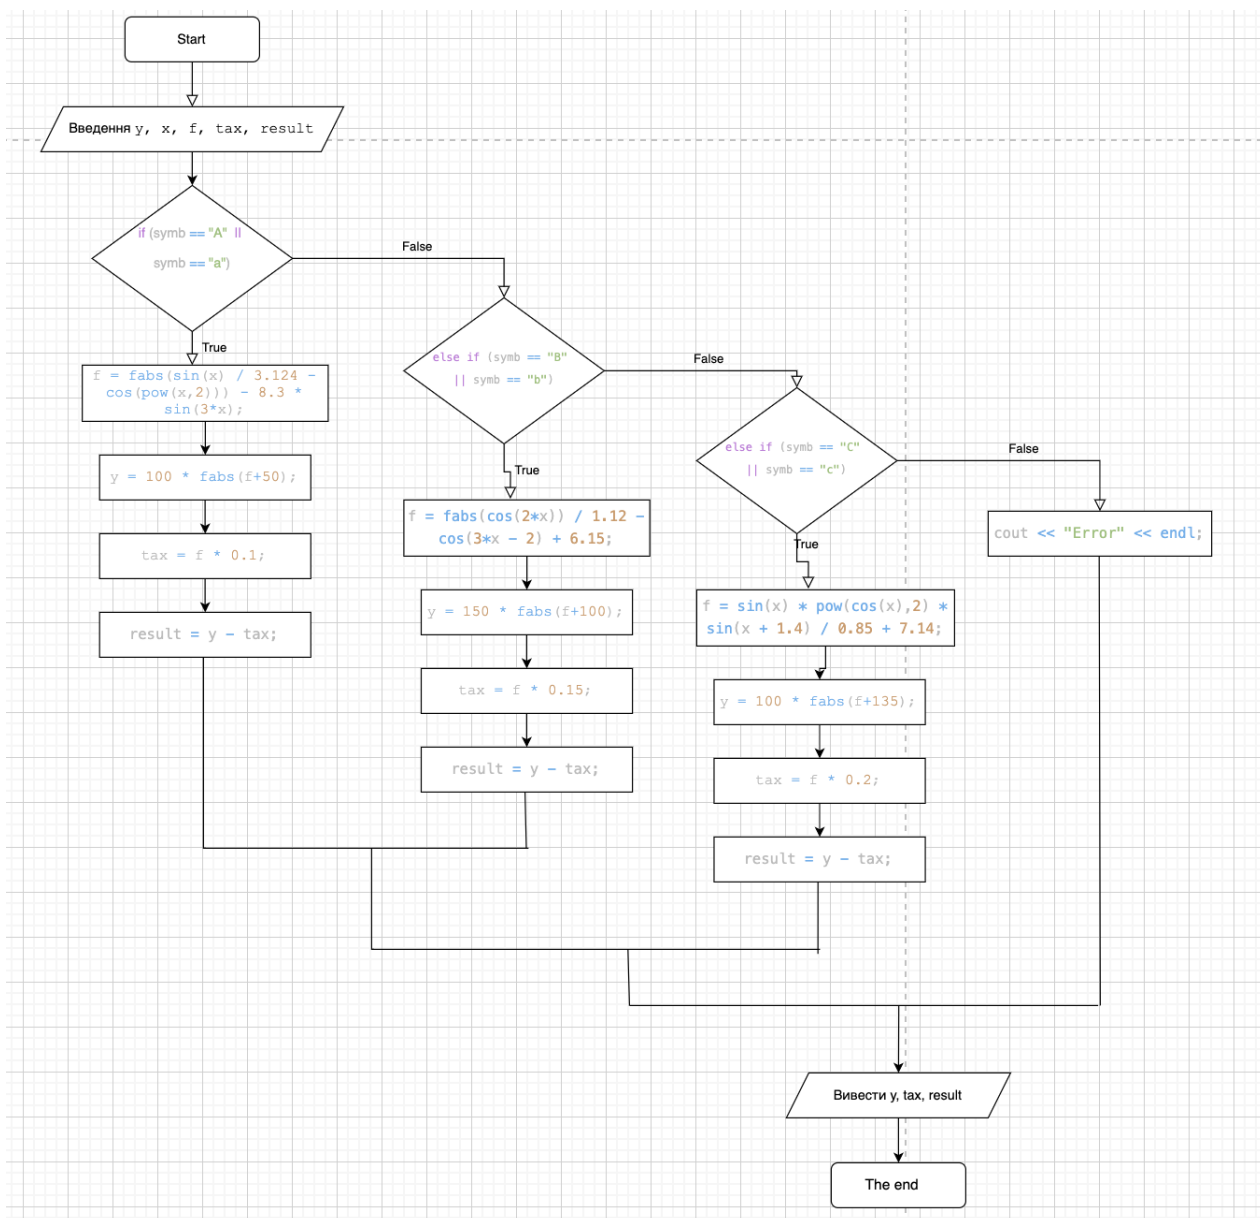 Start
Введення y, x, f, tax, result
if (symb == "A" ||
symb == "a")
False
True
f = fabs(sin(x) / 3.124 -
cos(pow(x,2))) - 8.3 *
sin(3*x);
y = 100 * fabs(f+50);
tax = f * 0.1;
result = y - tax;
else if (symb == "B"
|| symb == "b")
False
True
f = fabs(cos(2*x)) / 1.12 -
cos(3*x - 2) + 6.15;
y = 150 * fabs(f+100);
tax = f * 0.15;
result = y - tax;
else if (symb == "C"
|| symb == "c")
False
True
f = sin(x) * pow(cos(x),2) *
sin(x + 1.4) / 0.85 + 7.14;
y = 100 * fabs(f+135);
tax = f * 0.2;
result = y - tax;
cout << "Error" << endl;
Вивести y, tax, result
The end